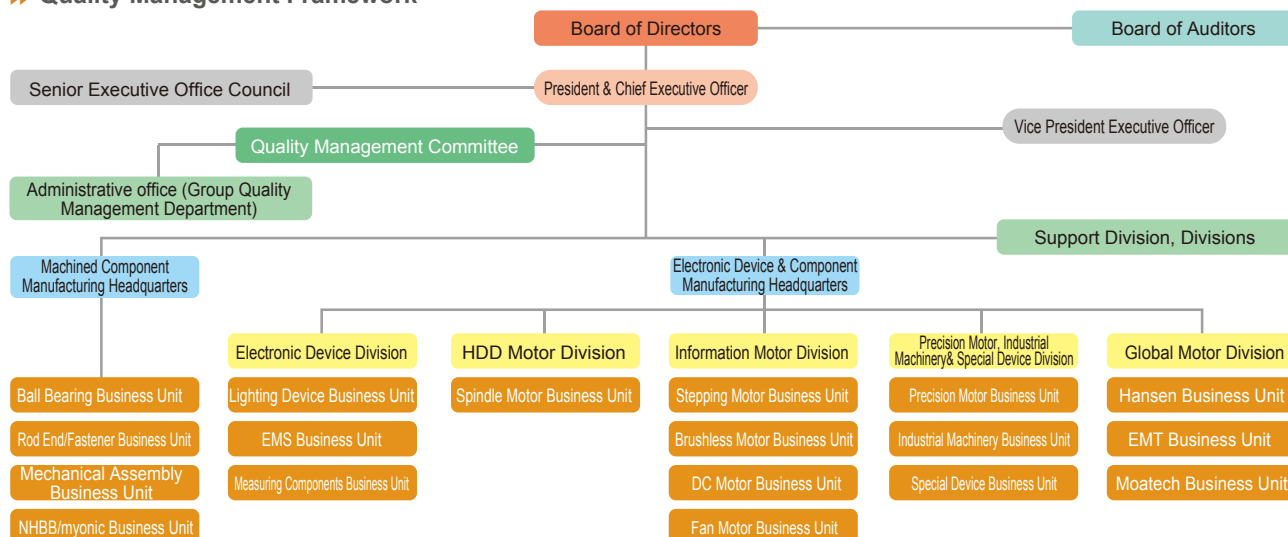 Quality Management Framework
Board of Directors
Board of Auditors
Senior Executive Office Council
President & Chief Executive Officer
Vice President Executive Officer
Quality Management Committee
Administrative office (Group Quality
Management Department)
Support Division, Divisions
Machined Component
Manufacturing Headquarters
Electronic Device & Component
Manufacturing Headquarters
Electronic Device Division
HDD Motor Division
Information Motor Division
Precision Motor, Industrial
Machinery& Special Device Division
Global Motor Division
Ball Bearing Business Unit
Lighting Device Business Unit
Spindle Motor Business Unit
Stepping Motor Business Unit
Precision Motor Business Unit
Hansen Business Unit
Rod End/Fastener Business Unit
EMS Business Unit
Brushless Motor Business Unit
Industrial Machinery Business Unit
EMT Business Unit
Mechanical Assembly
Business Unit
Measuring Components Business Unit
DC Motor Business Unit
Special Device Business Unit
Moatech Business Unit
NHBB/myonic Business Unit
Fan Motor Business Unit